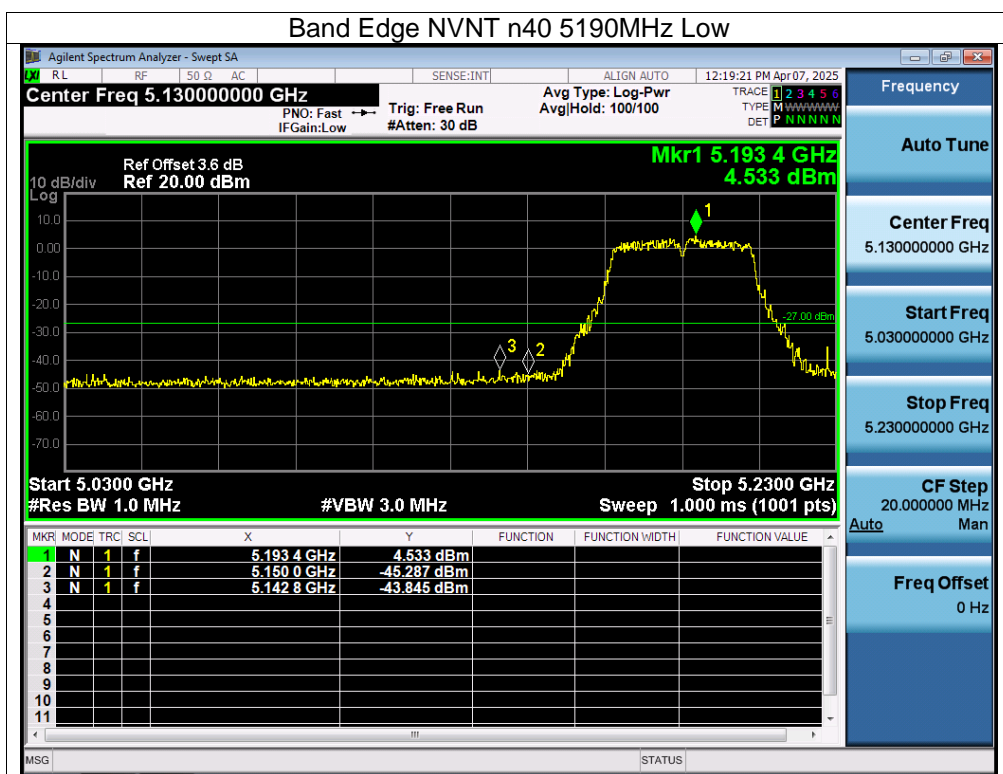 Band Edge NVNT n40 5190MHz Low
Agilent Spectrum Analyzer - Swept SA
LXI RL RF 50 Ω AC SENSE:INT ALIGN AUTO 12:19:21 PM Apr 07, 2025
Center Freq 5.130000000 GHz
PNO: Fast
IFGain:Low
Trig: Free Run
#Atten: 30 dB
Avg Type: Log-Pwr
Avg|Hold: 100/100
TRACE 1 2 3 4 5 6
TYPE M WWWWW
DET P N N N N N
Ref Offset 3.6 dB
Ref 20.00 dBm
10 dB/div
Log
Mkr1 5.193 4 GHz
4.533 dBm
10.0
0.00
-10.0
-20.0
-30.0
-40.0
-50.0
-60.0
-70.0
1
-27.00 dBm
3
2
Start 5.0300 GHz
Stop 5.2300 GHz
#Res BW 1.0 MHz
#VBW 3.0 MHz
Sweep 1.000 ms (1001 pts)
MKR MODE TRC SCL X Y FUNCTION FUNCTION WIDTH FUNCTION VALUE
1 N 1 f 5.193 4 GHz 4.533 dBm
2 N 1 f 5.150 0 GHz -45.287 dBm
3 N 1 f 5.142 8 GHz -43.845 dBm
4
5
6
7
8
9
10
11
MSG
STATUS
Frequency
Auto Tune
Center Freq
5.130000000 GHz
Start Freq
5.030000000 GHz
Stop Freq
5.230000000 GHz
CF Step
20.000000 MHz
Auto Man
Freq Offset
0 Hz